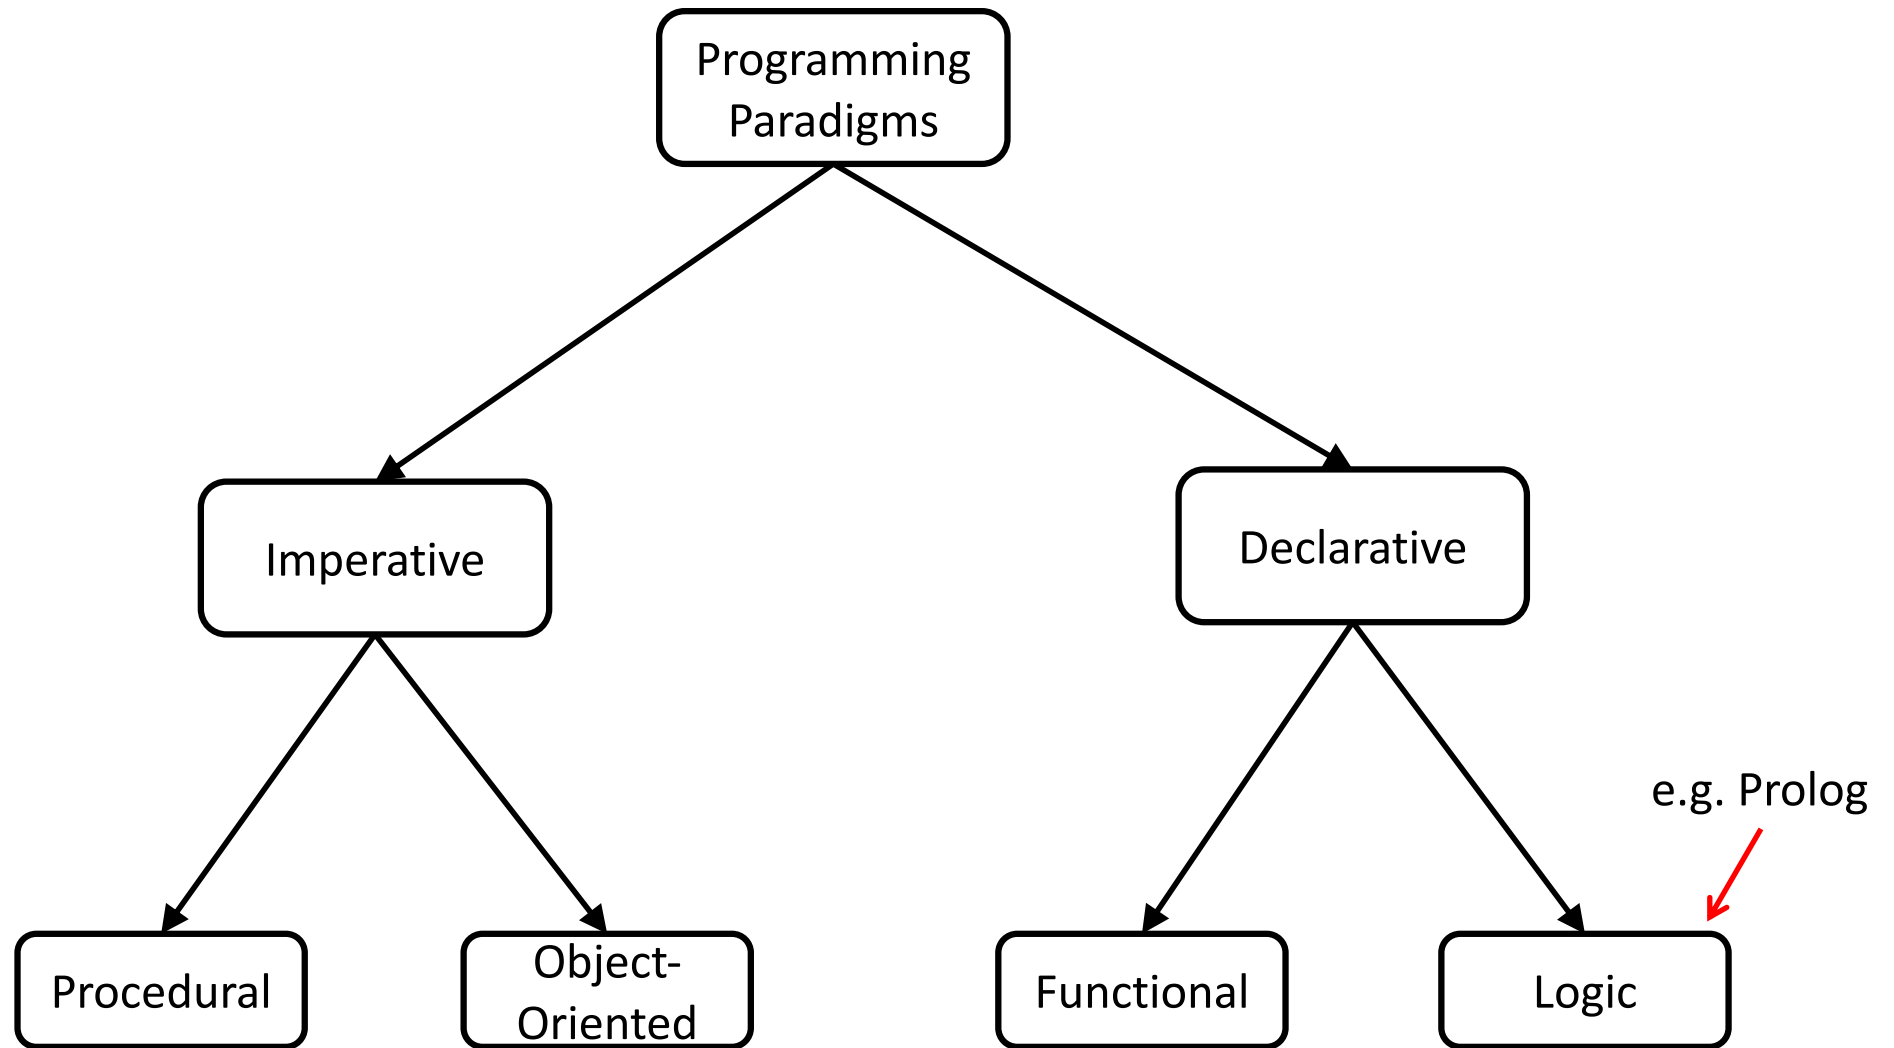 Programming
Paradigms
Imperative
Declarative
e.g. Prolog
Procedural
Object-
Oriented
Functional
Logic